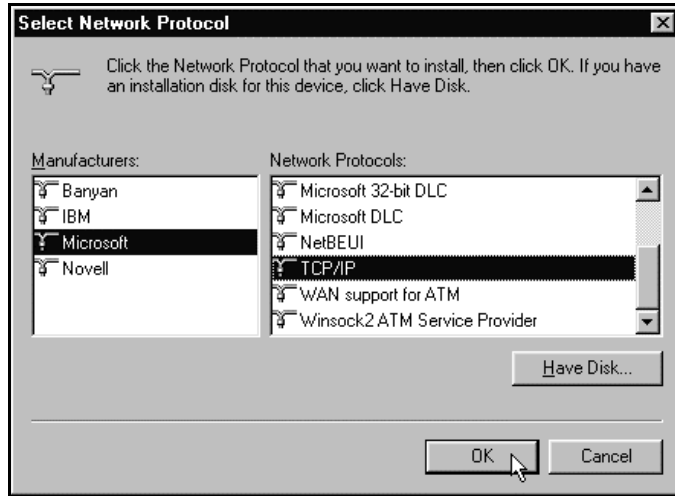 Select Network Protocol
Click the Network Protocol that you want to install, then click OK. If you have
an installation disk for this device, click Have Disk.
Manufacturers:
Banyan
IBM
Microsoft
Novell
Network Protocols:
Microsoft 32-bit DLC
Microsoft DLC
NetBEUI
TCP/IP
WAN support for ATM
Winsock2 ATM Service Provider
Have Disk...
OK
Cancel